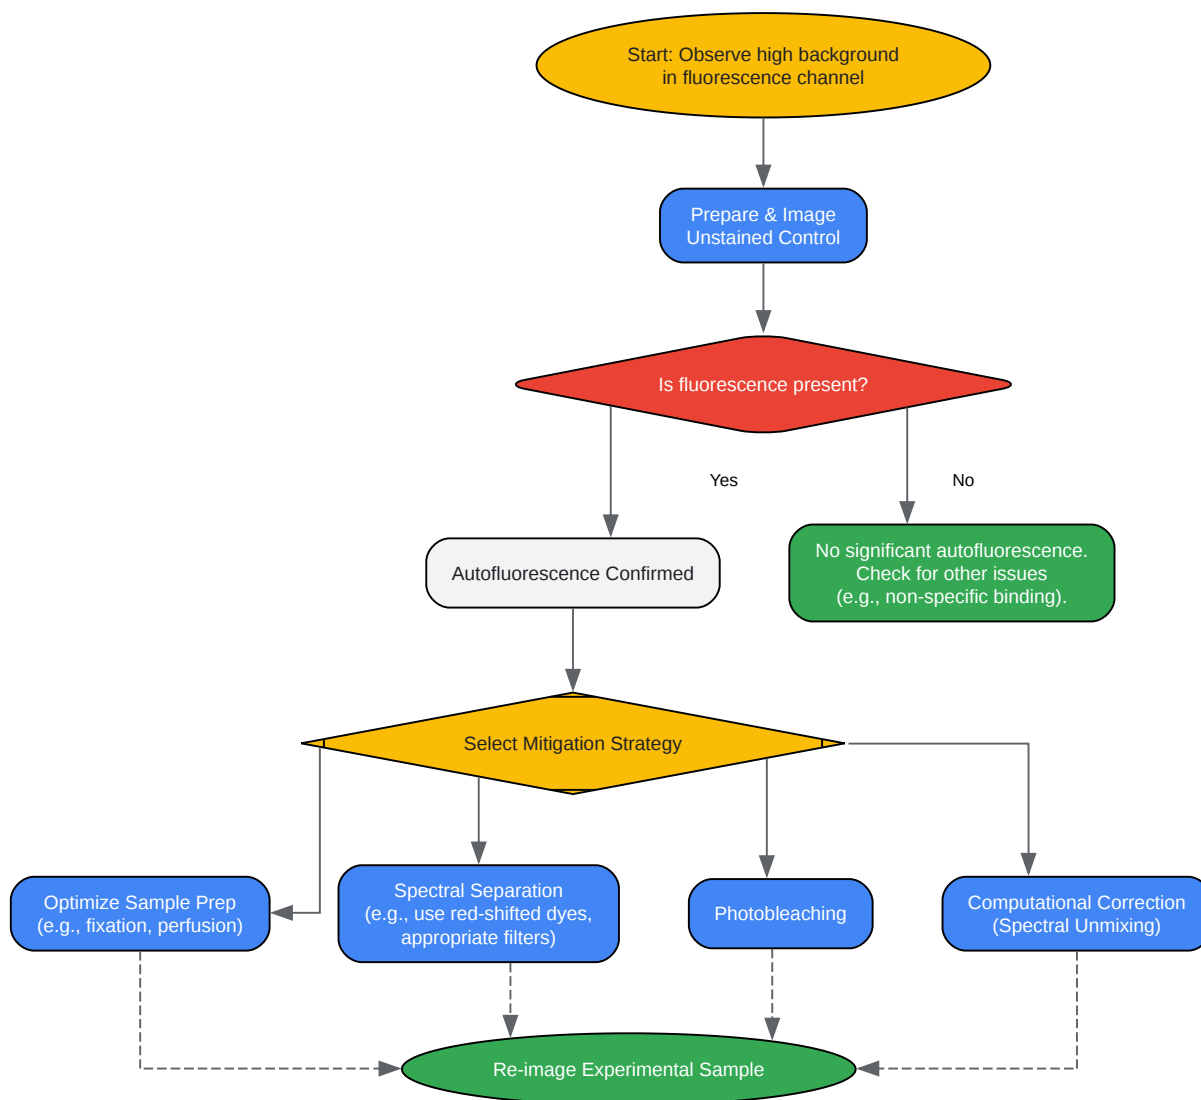 Start: Observe high background
in fluorescence channel
Prepare & Image
Unstained Control
Is fluorescence present?
Yes
No
No significant autofluorescence.
Check for other issues
(e.g., non-specific binding).
Autofluorescence Confirmed
Select Mitigation Strategy
Optimize Sample Prep
(e.g., fixation, perfusion)
Spectral Separation
(e.g., use red-shifted dyes,
appropriate filters)
Photobleaching
Computational Correction
(Spectral Unmixing)
Re-image Experimental Sample